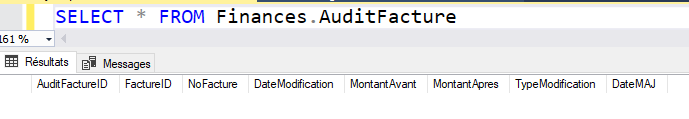 SELECT * FROM Finances.AuditFacture
161 %
Résultats Messages
AuditFactureID FactureID NoFacture DateModification MontantAvant MontantApres TypeModification DateMAJ